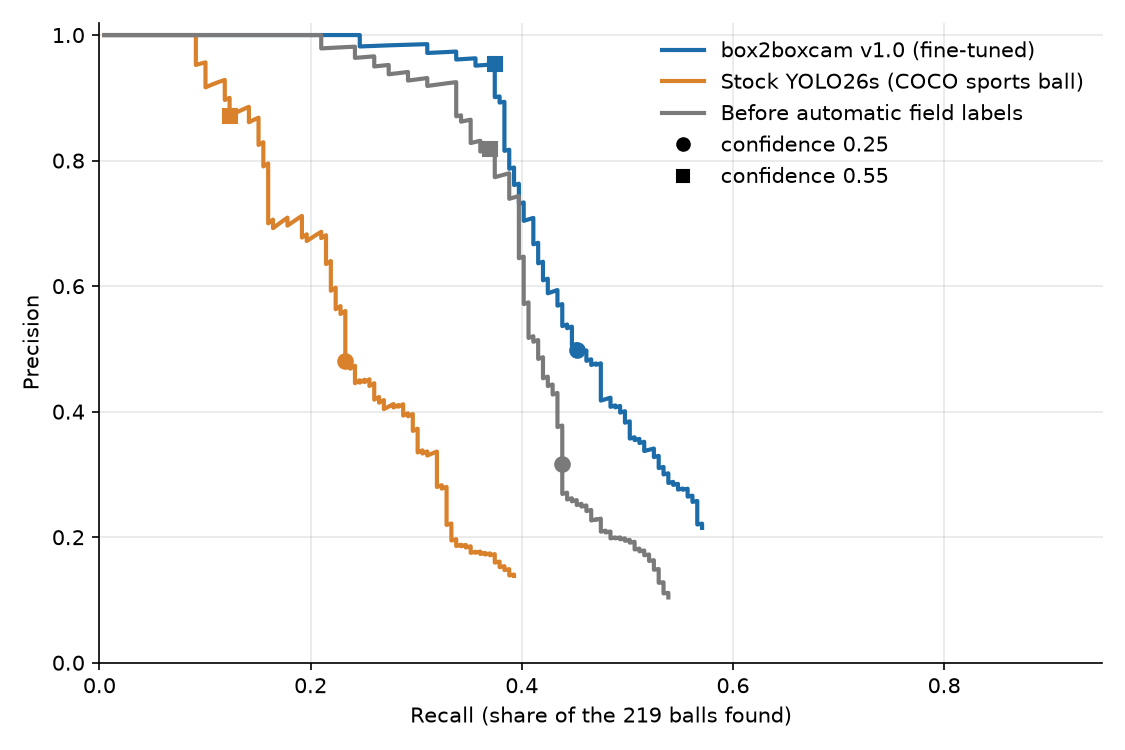 1.0
0.8
0.6
0.4
0.2
0.0
Precision
box2boxcam v1.0 (fine-tuned)
Stock YOLO26s (COCO sports ball)
Before automatic field labels
confidence 0.25
confidence 0.55
0.0 0.2 0.4 0.6 0.8
Recall (share of the 219 balls found)